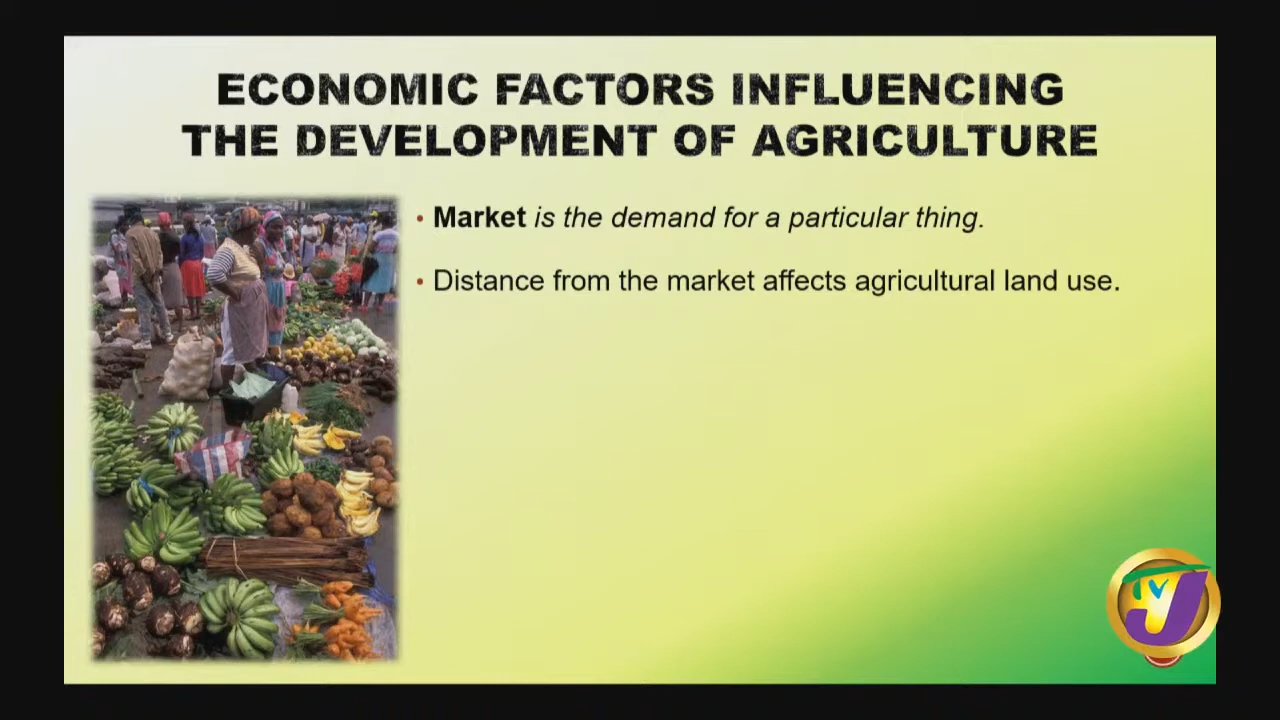 ECONOMIC FACTORS INFLUENCING
THE DEVELOPMENT OF AGRICULTURE
• Market is the demand for a particular thing.
• Distance from the market affects agricultural land use.
TVJ